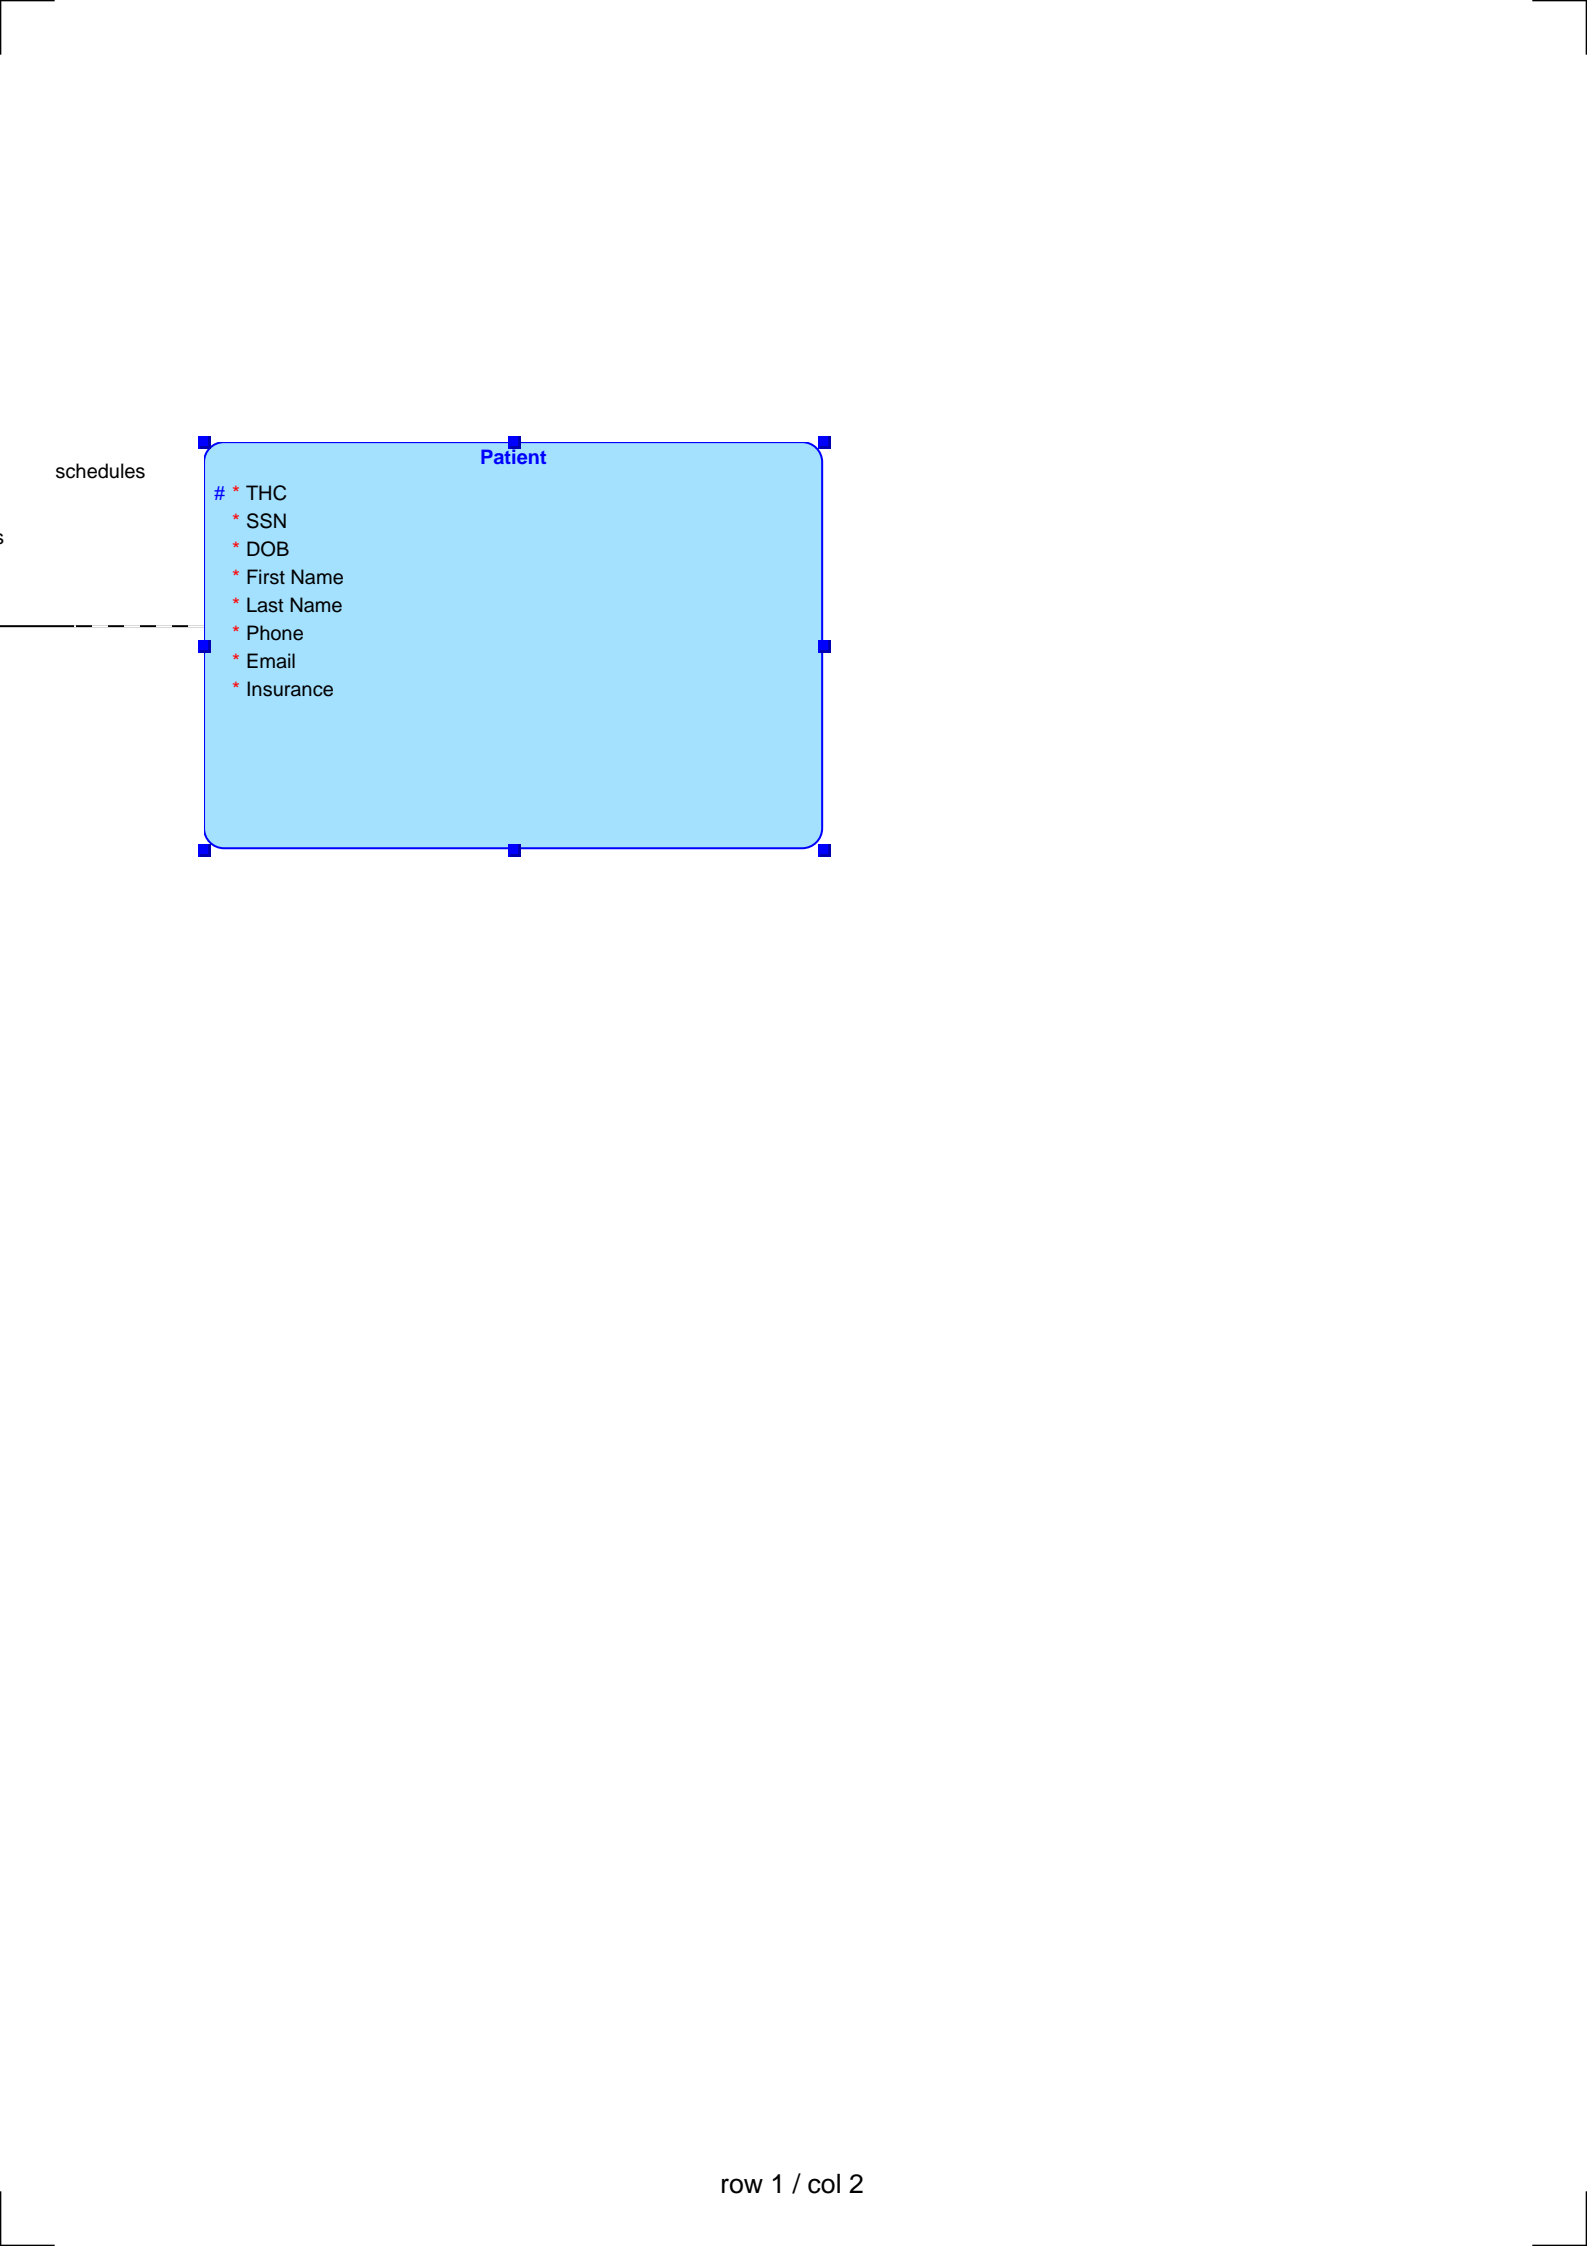 Patient
schedules
# * THC
* SSN
s
* DOB
* First Name
* Last Name
* Phone
* Email
* Insurance
row 1 / col 2